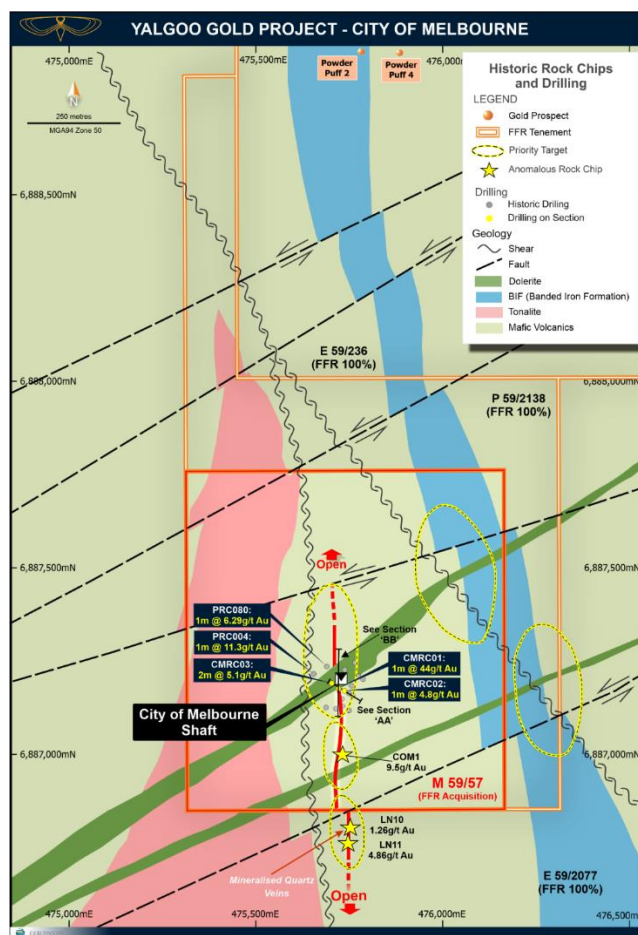 YALGOO GOLD PROJECT - CITY OF MELBOURNE
475,000mE
475,500mE
476,000mE
Powder
Puff 2
Powder
Puff 4
N
250 metres
MGA94 Zone 50
Historic Rock Chips
and Drilling
LEGEND
Gold Prospect
FFR Tenement
Priority Target
Anomalous Rock Chip
Drilling
Historic Driling
Drilling on Section
Geology
Shear
Fault
Dolerite
BIF (Banded Iron Formation)
Tonalite
Mafic Volcanics
6,888,500mN
E 59/236
(FFR 100%)
6,888,000mN
6,888,000mN
P 59/2138
(FFR 100%)
6,887,500mN
6,887,500mN
Open
PRC080:
1m @ 6.29g/t Au
See Section
'BB'
PRC004:
1m @ 11.3g/t Au
CMRC03:
2m @ 5.1g/t Au
CMRC01:
1m @ 44g/t Au
CMRC02:
1m @ 4.8g/t Au
See Section
'AA'
City of Melbourne
Shaft
6,887,000mN
6,887,000mN
COM1
9.5g/t Au
M 59/57
(FFR Acquisition)
LN10
1.26g/t Au
LN11
4.86g/t Au
Mineralised Quartz
Veins
E 59/2077
(FFR 100%)
Open
475,000mE
475,500mE
476,000mE
476,500mE